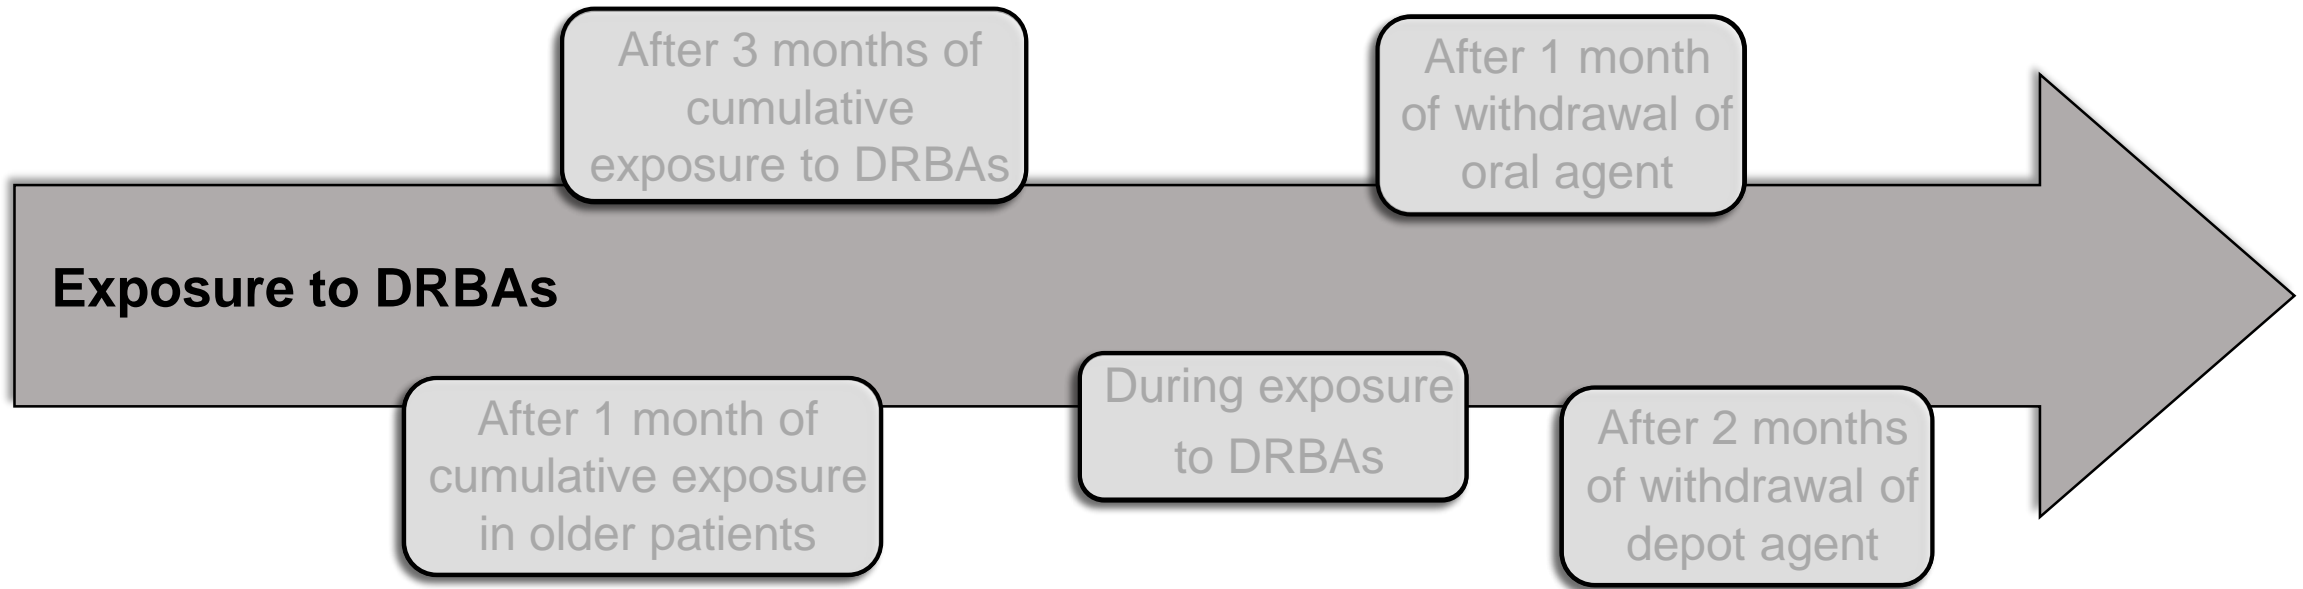 After 3 months of
cumulative
exposure to DRBAs
After 1 month
of withdrawal of
oral agent
Exposure to DRBAs
After 1 month of
cumulative exposure
in older patients
During exposure
to DRBAs
After 2 months
of withdrawal of
depot agent